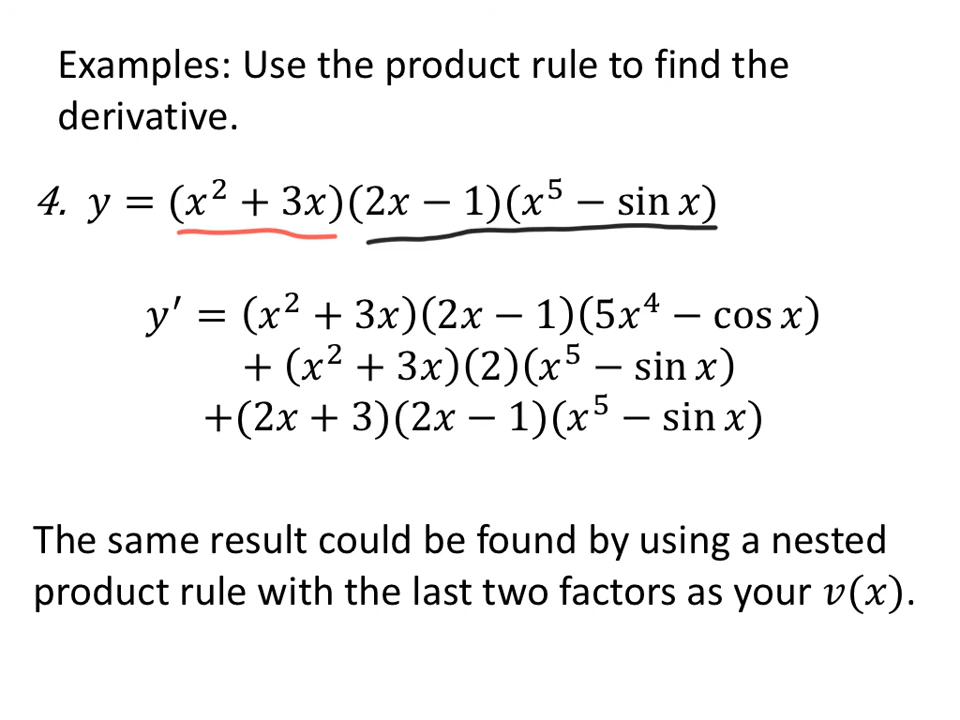 Examples: Use the product rule to find the
derivative.
4. y = (x² + 3x)(2x − 1)(x⁵ − sin x)
y′ = (x² + 3x)(2x − 1)(5x⁴ − cos x)
+ (x² + 3x)(2)(x⁵ − sin x)
+(2x + 3)(2x − 1)(x⁵ − sin x)
The same result could be found by using a nested
product rule with the last two factors as your v(x).